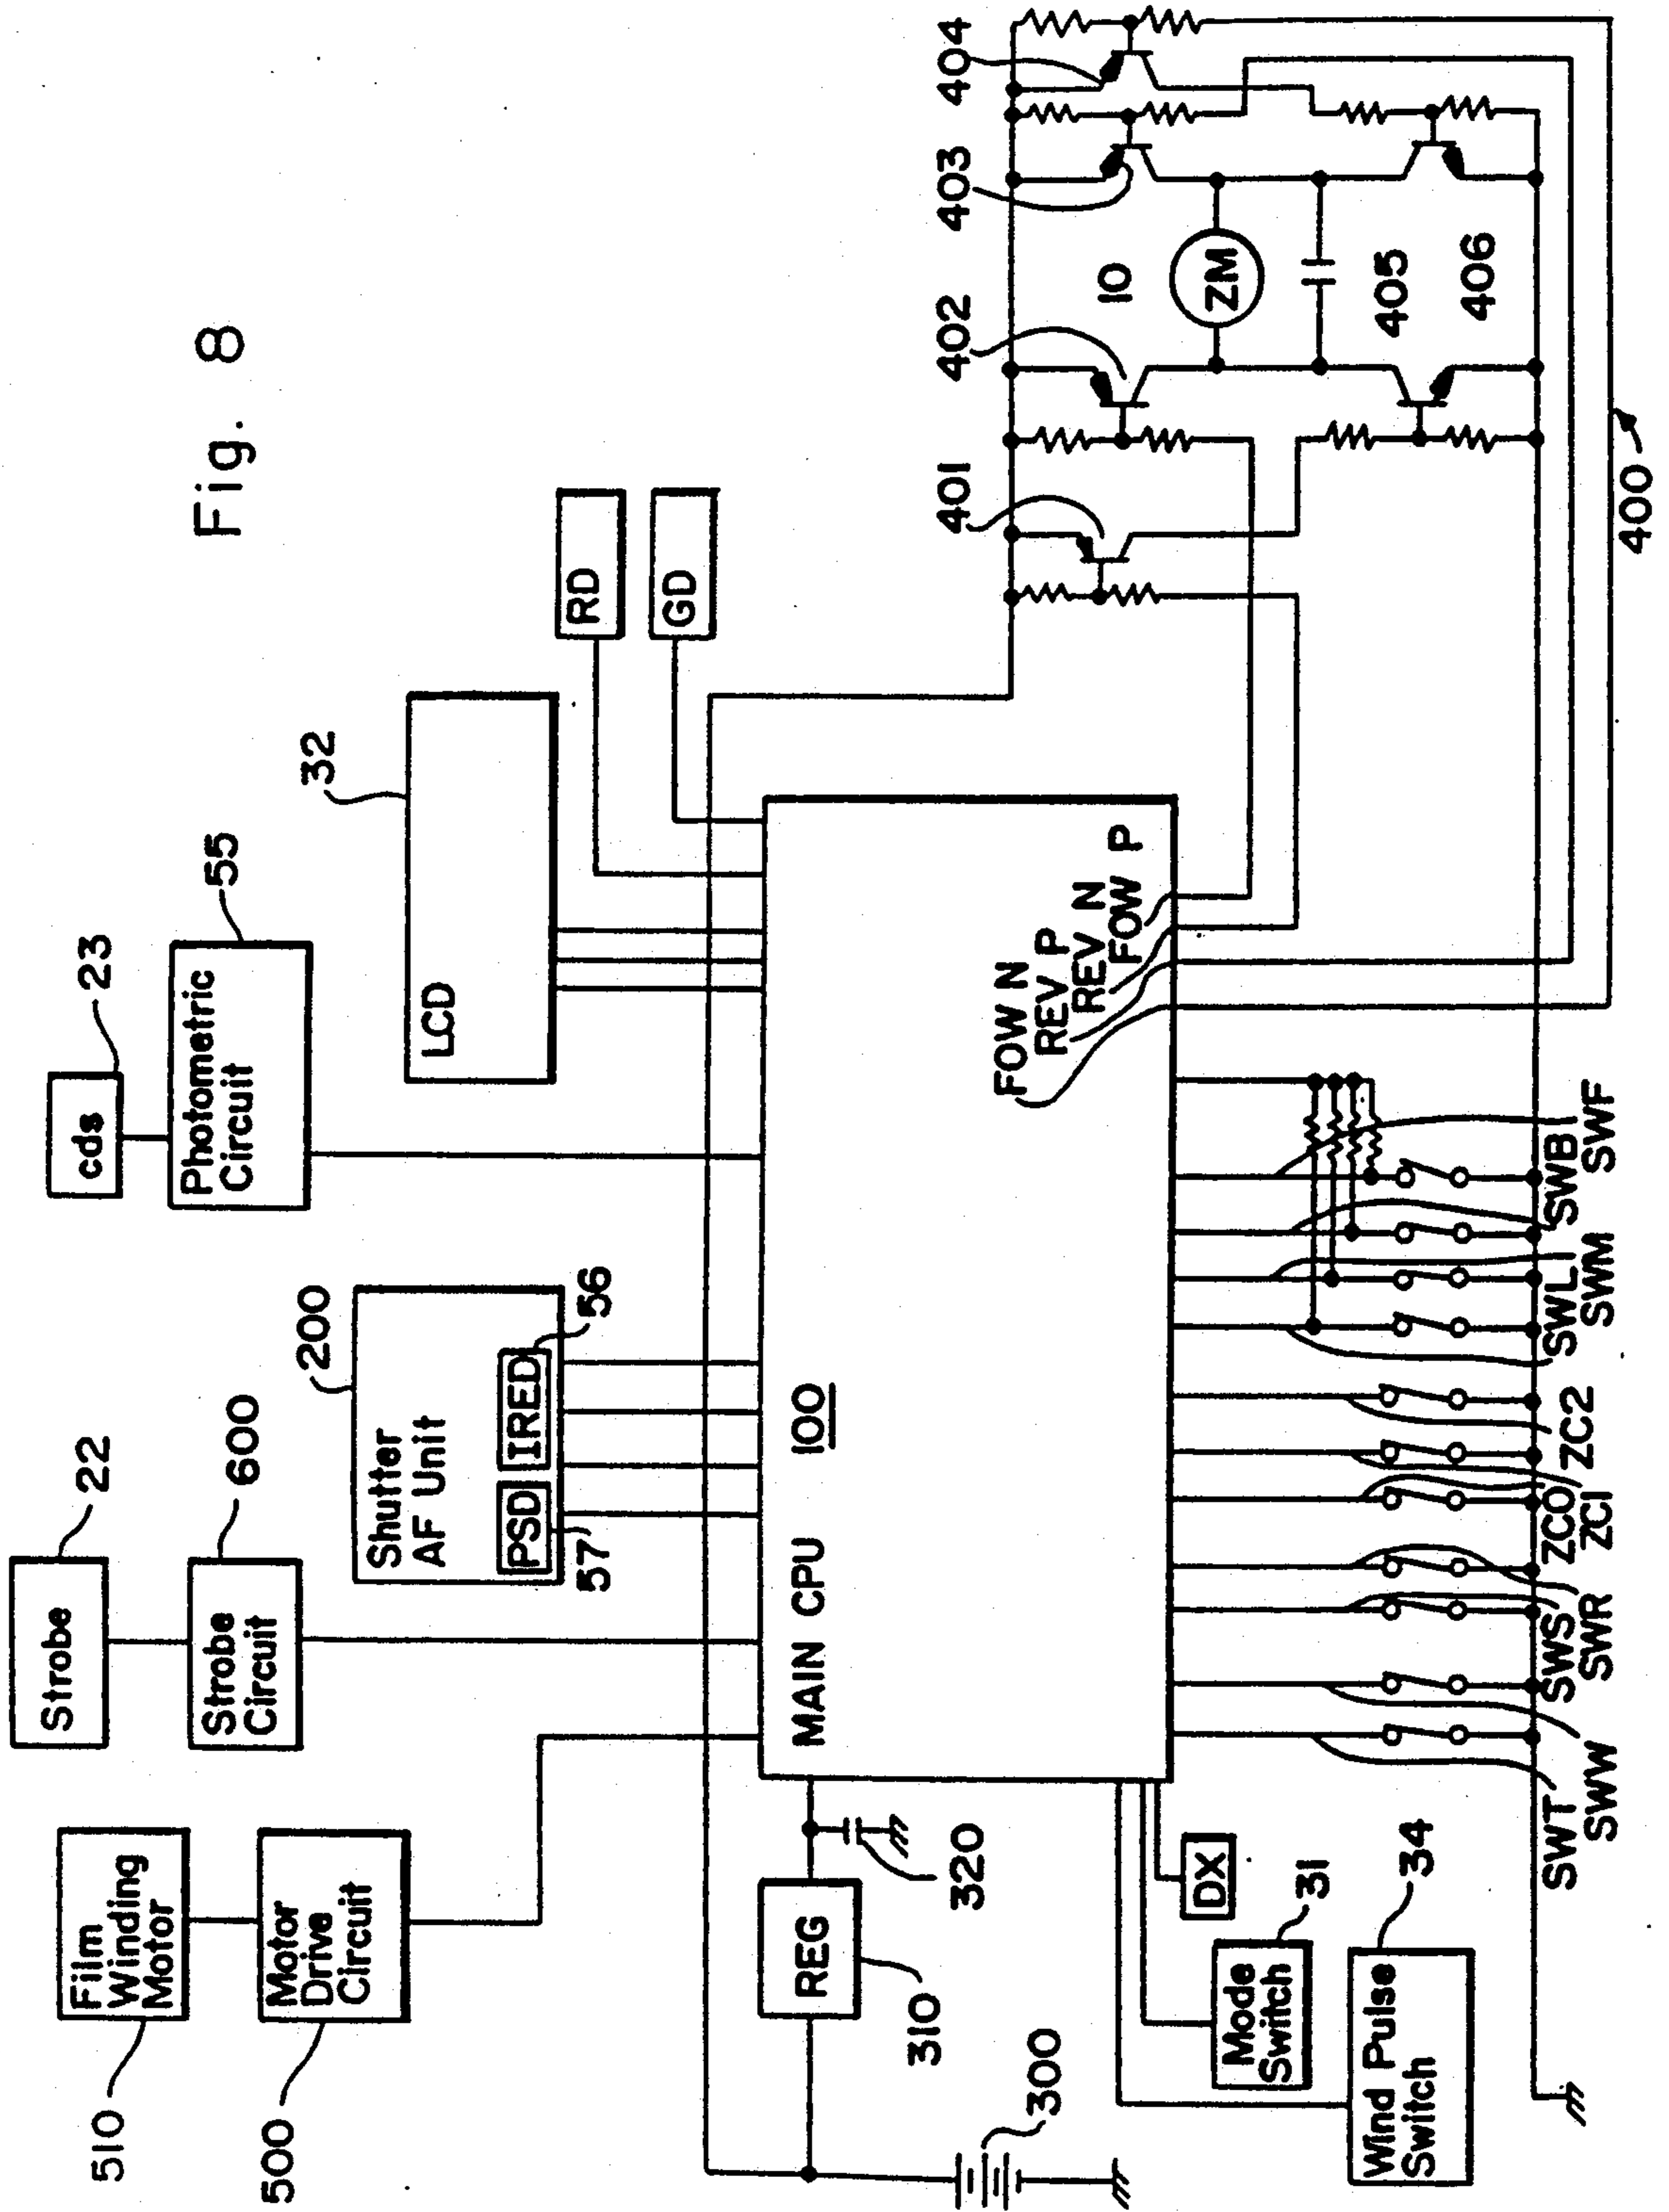 Fig. 8
510
Film
Winding
Motor
500
Motor
Drive
Circuit
22
Strobe
600
Strobe
Circuit
200
Shutter
AF Unit
PSD
IRED
57
56
23
cds
55
Photometric
Circuit
32
LCD
RD
GD
300
310
REG
320
MAIN CPU 100
FOW N
REV P
REV N
FOW P
401
402
403
404
10
ZM
405
406
400
DX
31
Mode
Switch
34
Wind Pulse
Switch
SWT
SWW
SWS
SWR
ZC0
ZC1
ZC2
SWL1
SWM
SWB1
SWF